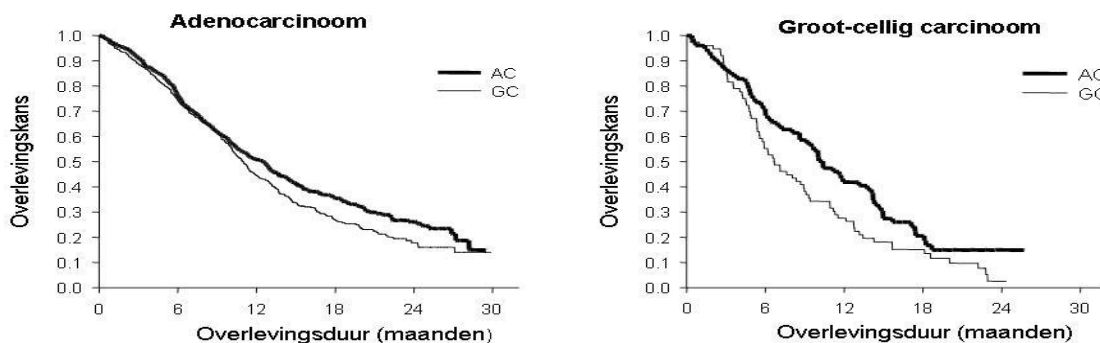 Adenocarcinoom
Overlevingskans
1.0
0.9
0.8
0.7
0.6
0.5
0.4
0.3
0.2
0.1
0.0
AC
GC
0 6 12 18 24 30
Overlevingsduur (maanden)
Groot-cellig carcinoom
Overlevingskans
1.0
0.9
0.8
0.7
0.6
0.5
0.4
0.3
0.2
0.1
0.0
AC
GC
0 6 12 18 24 30
Overlevingsduur (maanden)